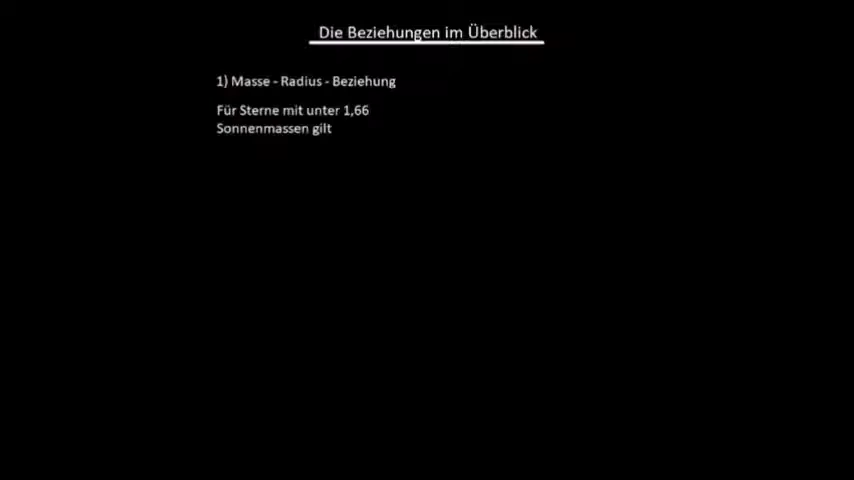 Die Beziehungen im Überblick
1) Masse - Radius - Beziehung
Für Sterne mit unter 1,66
Sonnenmassen gilt